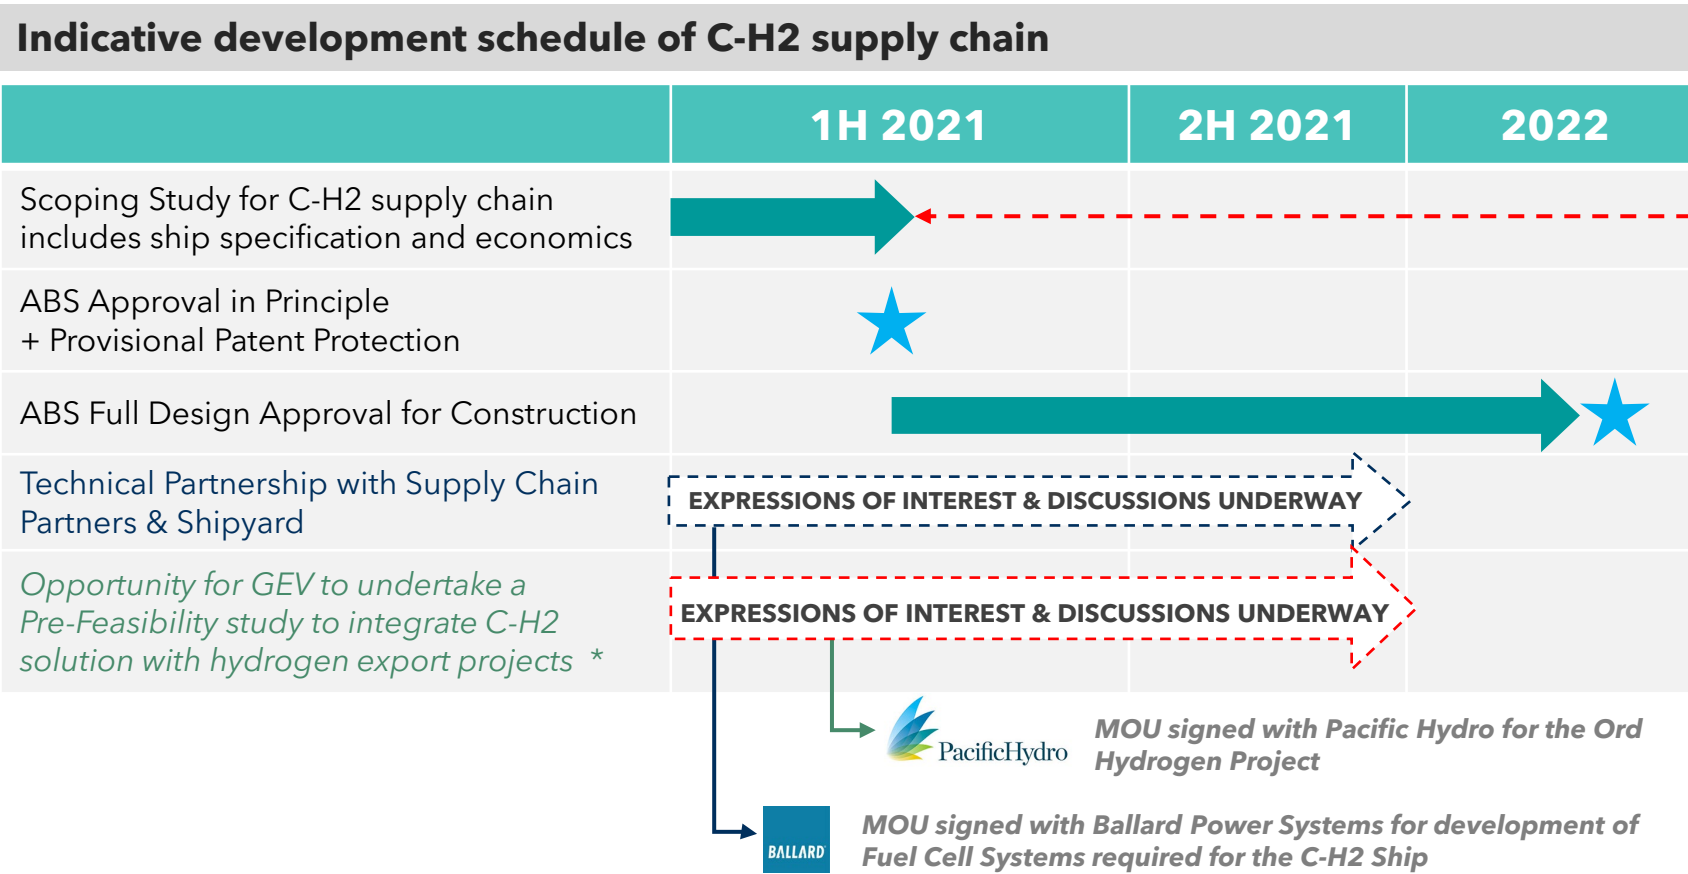 Indicative development schedule of C-H2 supply chain
1H 2021
2H 2021
2022
Scoping Study for C-H2 supply chain
includes ship specification and economics
ABS Approval in Principle
+ Provisional Patent Protection
ABS Full Design Approval for Construction
Technical Partnership with Supply Chain
Partners & Shipyard
EXPRESSIONS OF INTEREST & DISCUSSIONS UNDERWAY
Opportunity for GEV to undertake a
Pre-Feasibility study to integrate C-H2
solution with hydrogen export projects *
EXPRESSIONS OF INTEREST & DISCUSSIONS UNDERWAY
PacificHydro
MOU signed with Pacific Hydro for the Ord
Hydrogen Project
BALLARD
MOU signed with Ballard Power Systems for development of
Fuel Cell Systems required for the C-H2 Ship